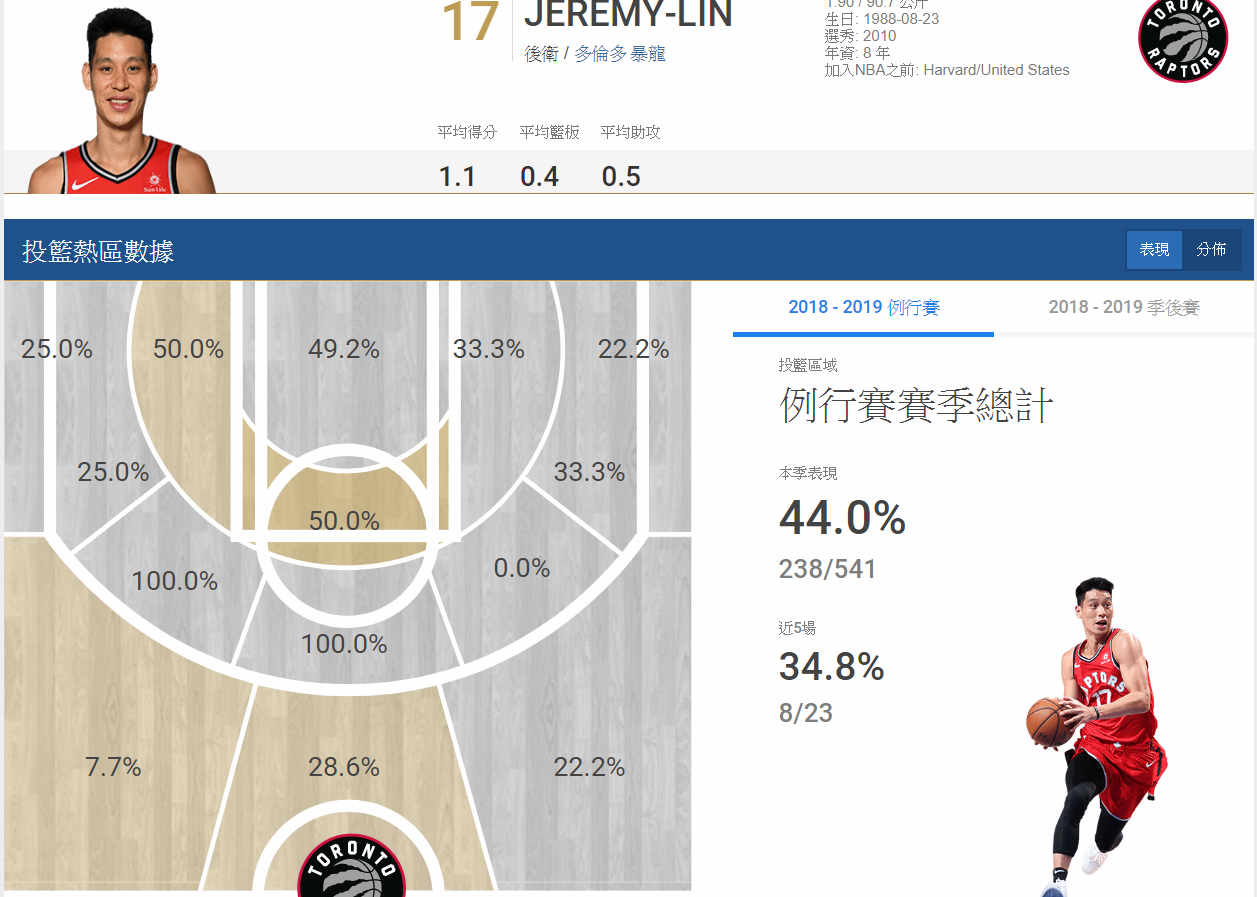 17
JEREMY-LIN
後衛 / 多倫多 暴龍
1.90 / 90.7 公斤
生日: 1988-08-23
選秀: 2010
年資: 8 年
加入NBA之前: Harvard/United States
TORONTO
RAPTORS
平均得分 平均籃板 平均助攻
1.1 0.4 0.5
投籃熱區數據
表現 分佈
25.0% 50.0% 49.2% 33.3% 22.2%
25.0% 33.3%
50.0%
100.0% 0.0%
100.0%
7.7% 28.6% 22.2%
TORONTO
2018 - 2019 例行賽 2018 - 2019 季後賽
投籃區域
例行賽賽季總計
本季表現
44.0%
238/541
近5場
34.8%
8/23
Sun Life